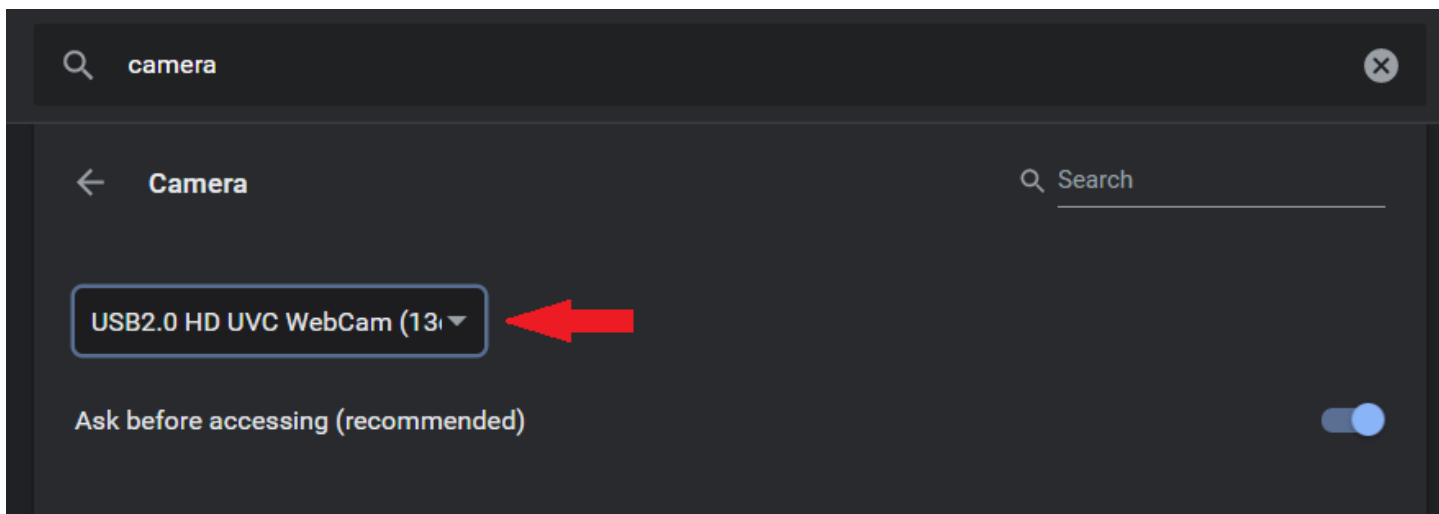 camera
Camera
Search
USB2.0 HD UVC WebCam (13
Ask before accessing (recommended)